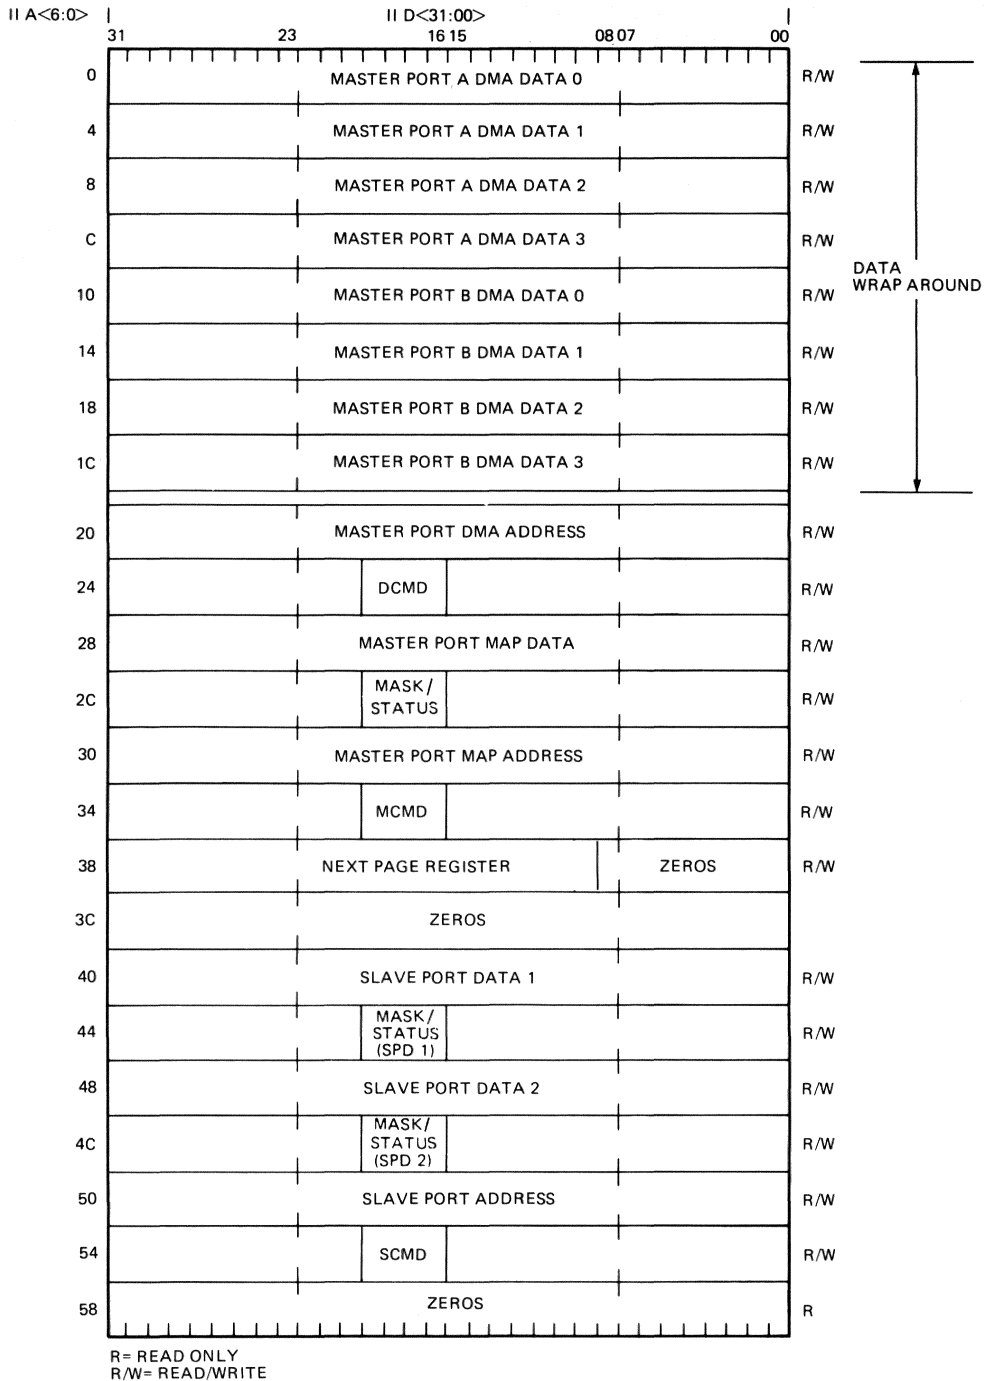 II A<6:0> II D<31:00>
31 23 16 15 08 07 00
0 MASTER PORT A DMA DATA 0 R/W
4 MASTER PORT A DMA DATA 1 R/W
8 MASTER PORT A DMA DATA 2 R/W
C MASTER PORT A DMA DATA 3 R/W
DATA
WRAP AROUND
10 MASTER PORT B DMA DATA 0 R/W
14 MASTER PORT B DMA DATA 1 R/W
18 MASTER PORT B DMA DATA 2 R/W
1C MASTER PORT B DMA DATA 3 R/W
20 MASTER PORT DMA ADDRESS R/W
24 DCMD R/W
28 MASTER PORT MAP DATA R/W
2C MASK/
STATUS R/W
30 MASTER PORT MAP ADDRESS R/W
34 MCMD R/W
38 NEXT PAGE REGISTER ZEROS R/W
3C ZEROS
40 SLAVE PORT DATA 1 R/W
44 MASK/
STATUS R/W
(SPD 1)
48 SLAVE PORT DATA 2 R/W
4C MASK/
STATUS R/W
(SPD 2)
50 SLAVE PORT ADDRESS R/W
54 SCMD R/W
58 ZEROS R
R= READ ONLY
R/W= READ/WRITE